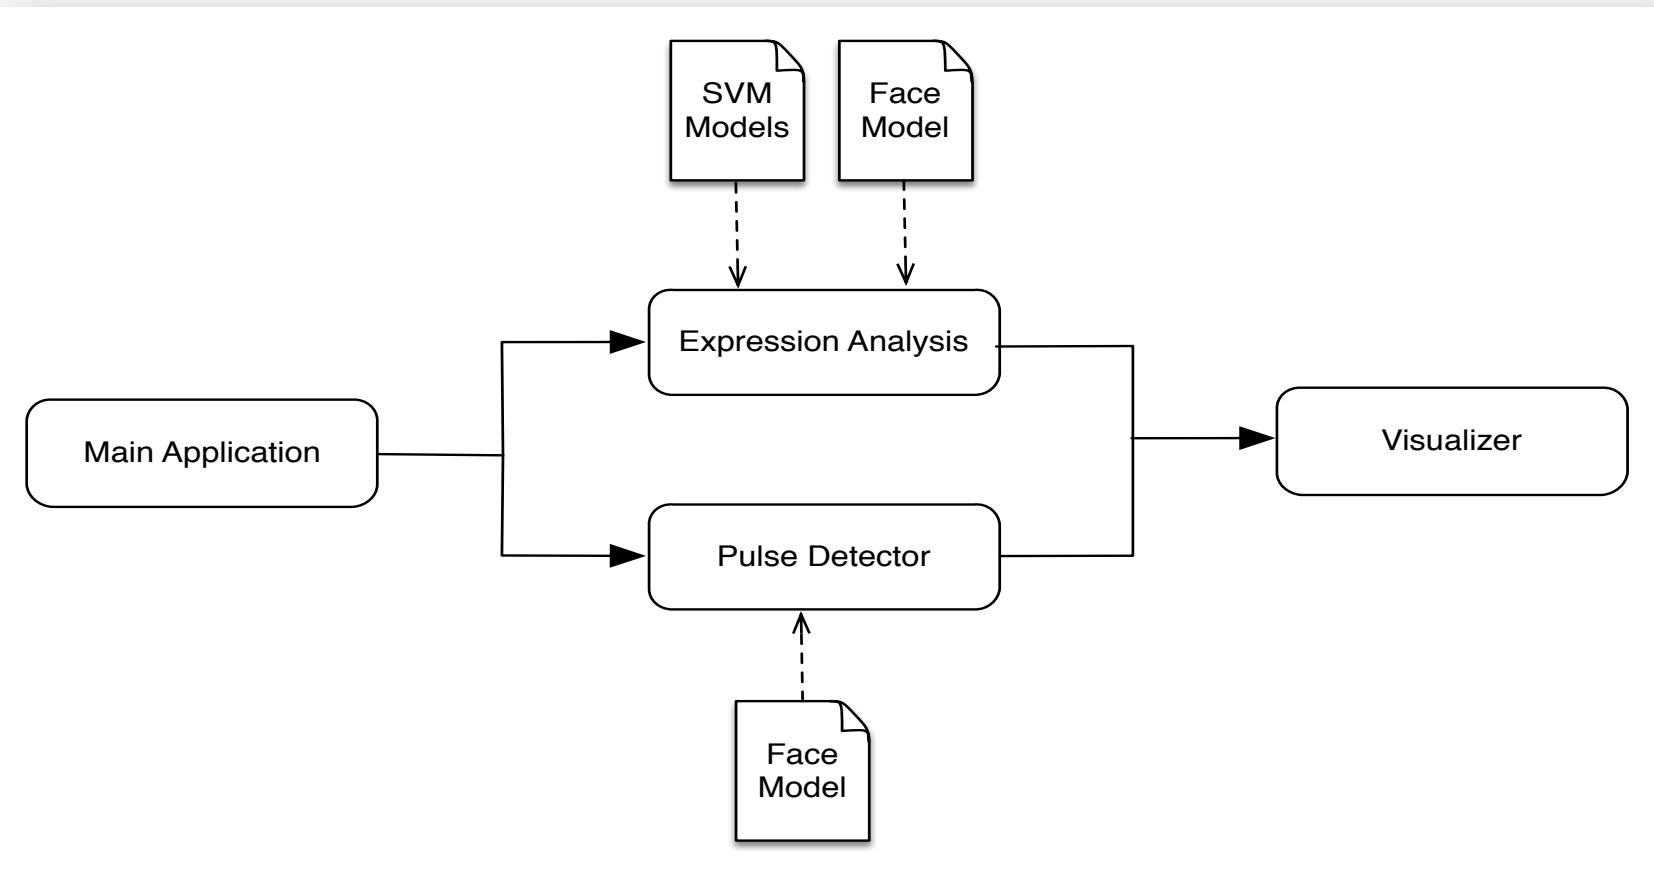 SVM
Models
Face
Model
Expression Analysis
Main Application
Visualizer
Pulse Detector
Face
Model